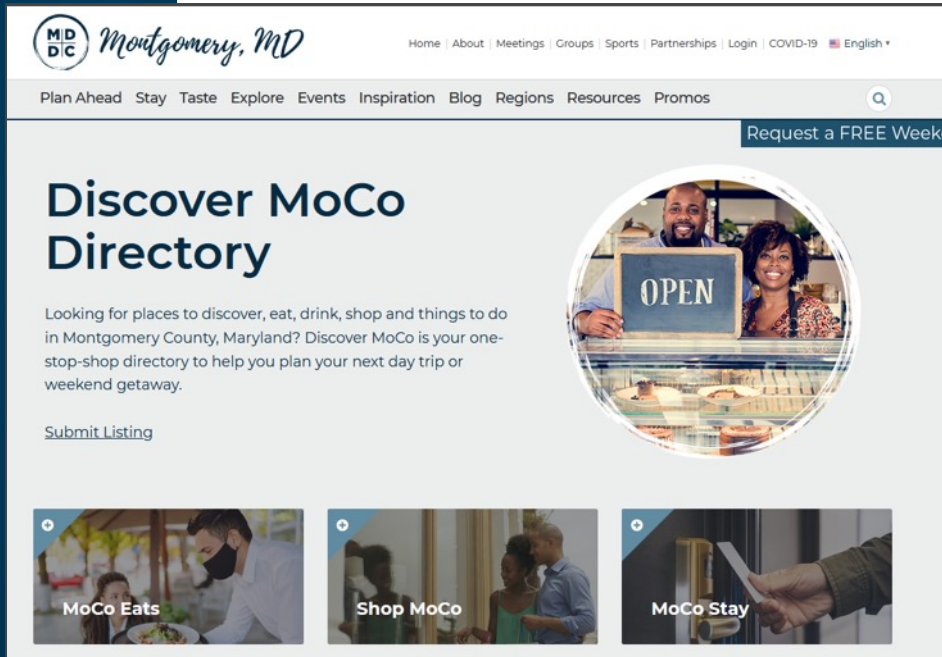 MD
DC
Montgomery, MD
Home About Meetings Groups Sports Partnerships Login COVID-19 English
Plan Ahead Stay Taste Explore Events Inspiration Blog Regions Resources Promos
Request a FREE Week
Discover MoCo
Directory
OPEN
Looking for places to discover, eat, drink, shop and things to do
in Montgomery County, Maryland? Discover MoCo is your one-
stop-shop directory to help you plan your next day trip or
weekend getaway.
Submit Listing
MoCo Eats Shop MoCo MoCo Stay